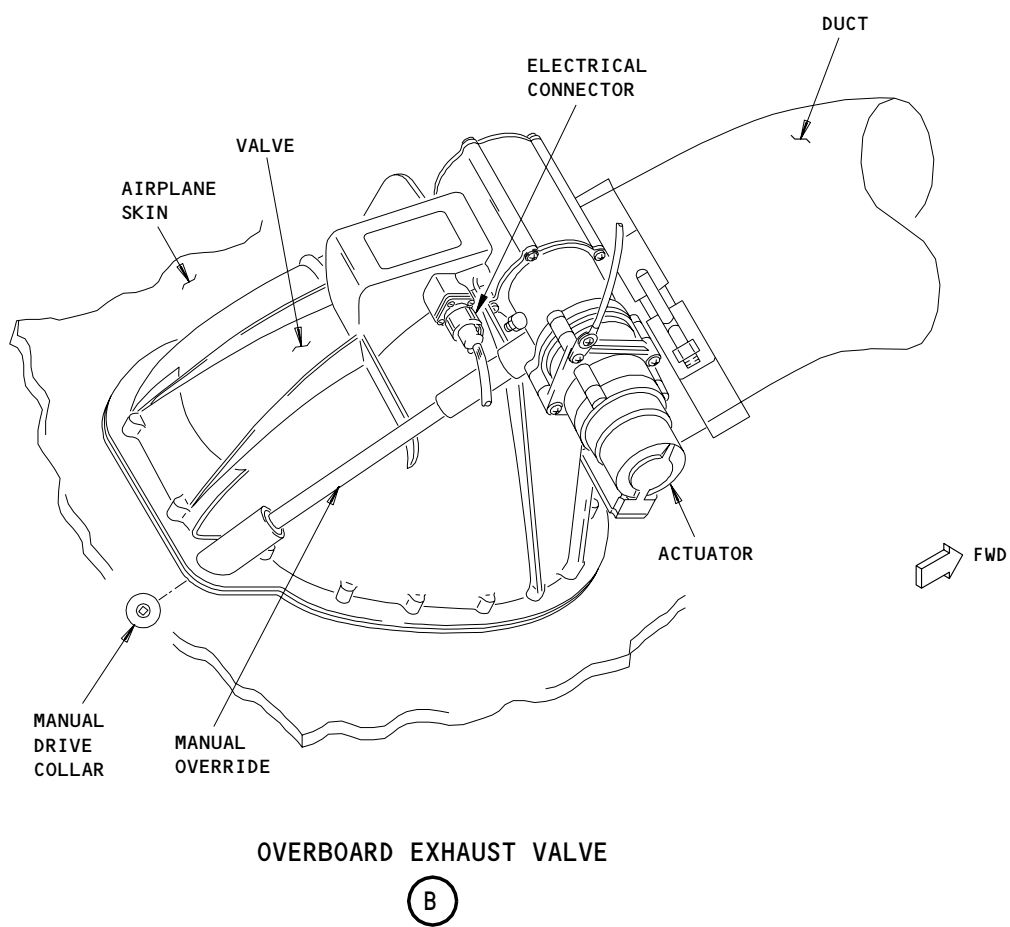 DUCT
ELECTRICAL
CONNECTOR
VALVE
AIRPLANE
SKIN
ACTUATOR
FWD
MANUAL
DRIVE
COLLAR
MANUAL
OVERRIDE
OVERBOARD EXHAUST VALVE
B